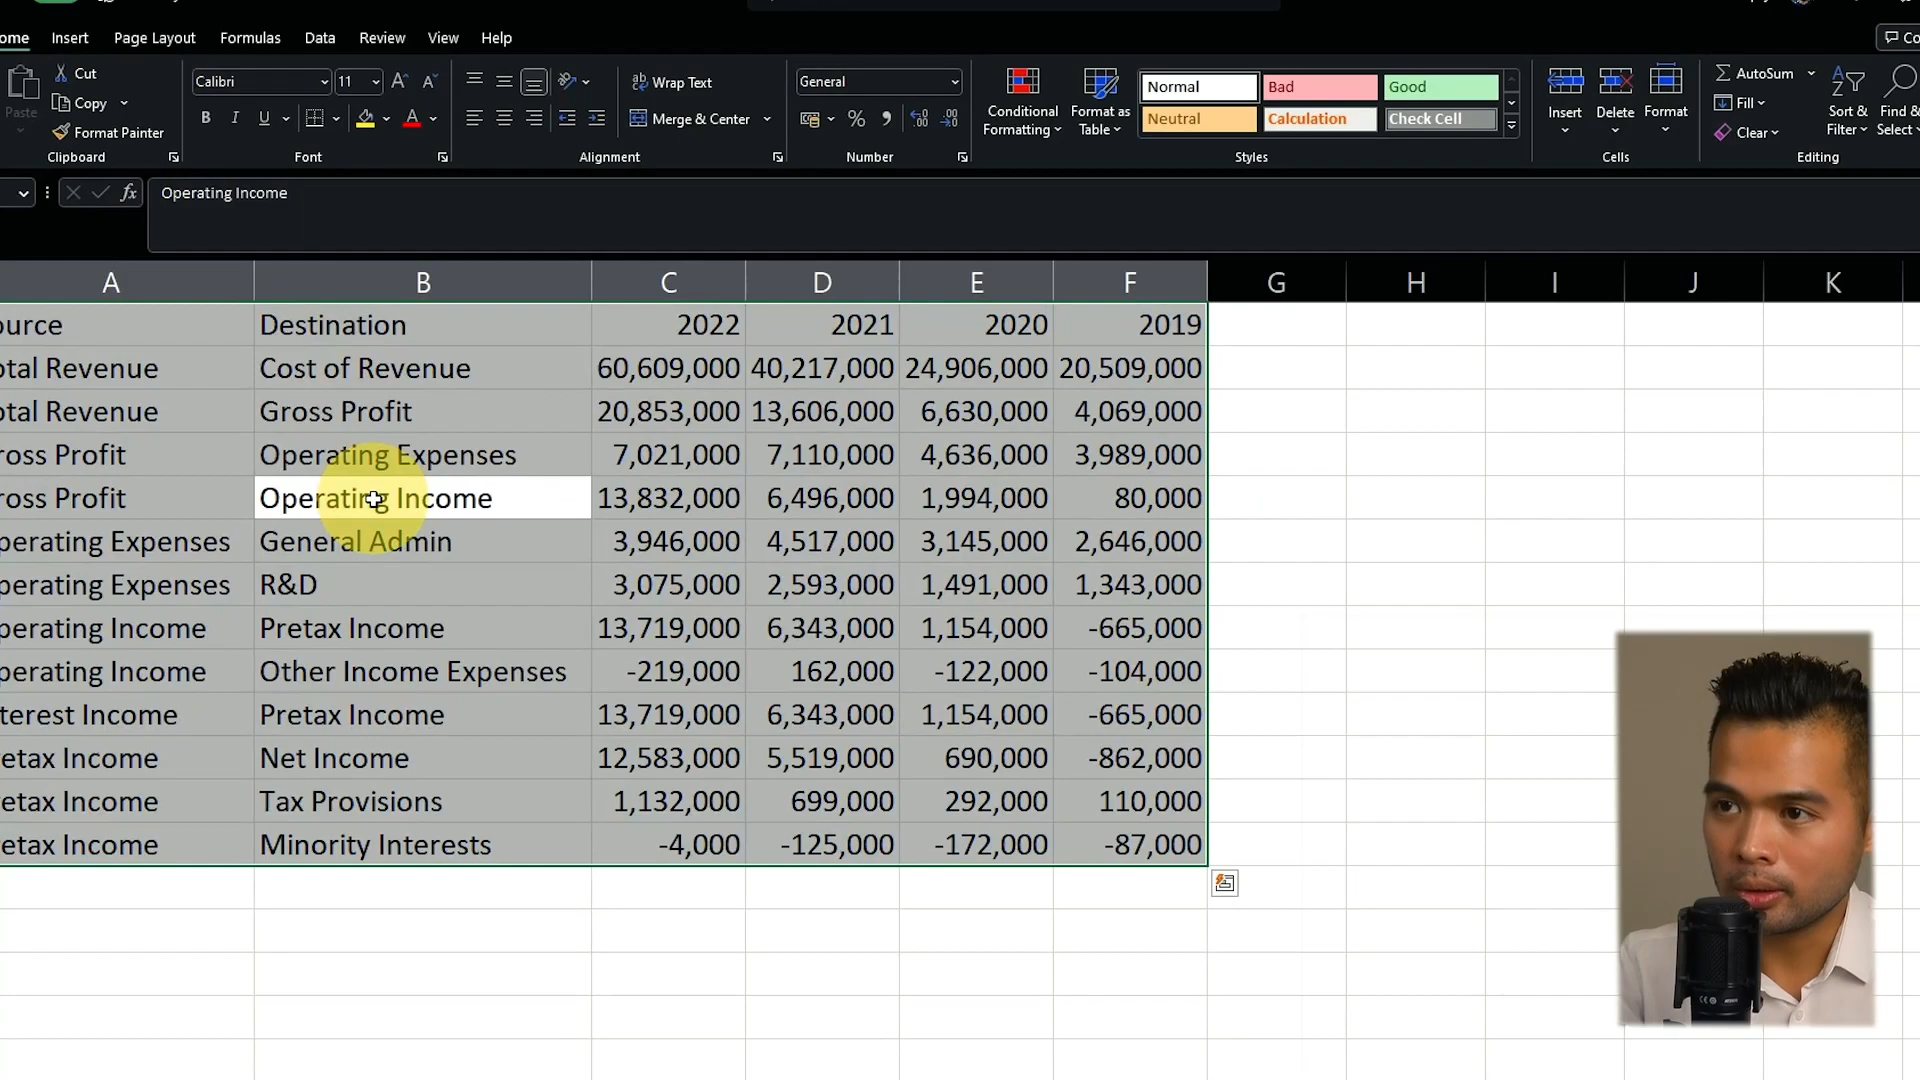 ome Insert Page Layout Formulas Data Review View Help Co
Paste Cut Copy Format Painter Clipboard
Calibri 11 B I U A Font
Wrap Text Merge & Center Alignment
General % Number
Conditional Formatting Format as Table Normal Bad Good Neutral Calculation Check Cell Styles
Insert Delete Format Cells
AutoSum Fill Clear Sort & Filter Find & Select Editing
fx Operating Income
A B C D E F G H I J K
ource Destination 2022 2021 2020 2019
otal Revenue Cost of Revenue 60,609,000 40,217,000 24,906,000 20,509,000
otal Revenue Gross Profit 20,853,000 13,606,000 6,630,000 4,069,000
ross Profit Operating Expenses 7,021,000 7,110,000 4,636,000 3,989,000
ross Profit Operating Income 13,832,000 6,496,000 1,994,000 80,000
perating Expenses General Admin 3,946,000 4,517,000 3,145,000 2,646,000
perating Expenses R&D 3,075,000 2,593,000 1,491,000 1,343,000
perating Income Pretax Income 13,719,000 6,343,000 1,154,000 -665,000
perating Income Other Income Expenses -219,000 162,000 -122,000 -104,000
terest Income Pretax Income 13,719,000 6,343,000 1,154,000 -665,000
etax Income Net Income 12,583,000 5,519,000 690,000 -862,000
etax Income Tax Provisions 1,132,000 699,000 292,000 110,000
etax Income Minority Interests -4,000 -125,000 -172,000 -87,000